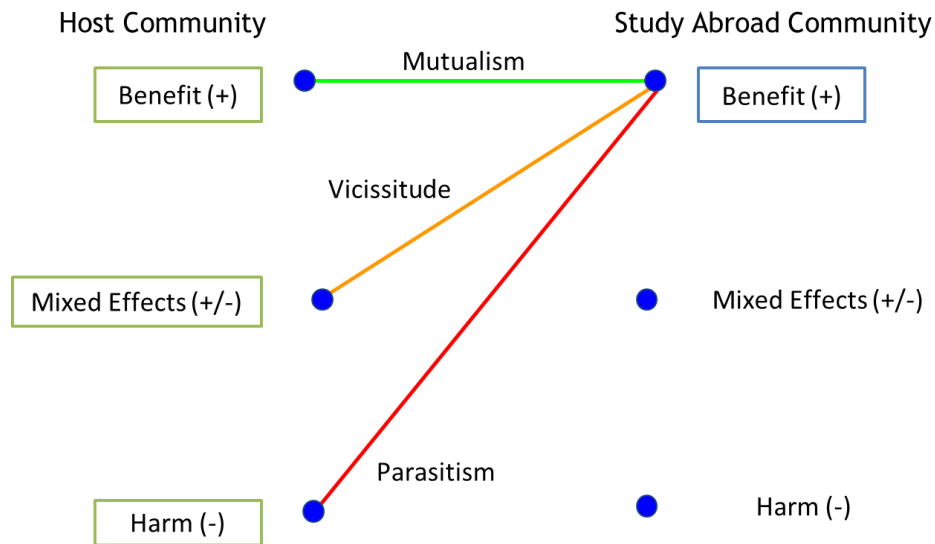 Host Community
Study Abroad Community
Mutualism
Benefit (+)
Benefit (+)
Vicissitude
Mixed Effects (+/-)
Mixed Effects (+/-)
Parasitism
Harm (-)
Harm (-)